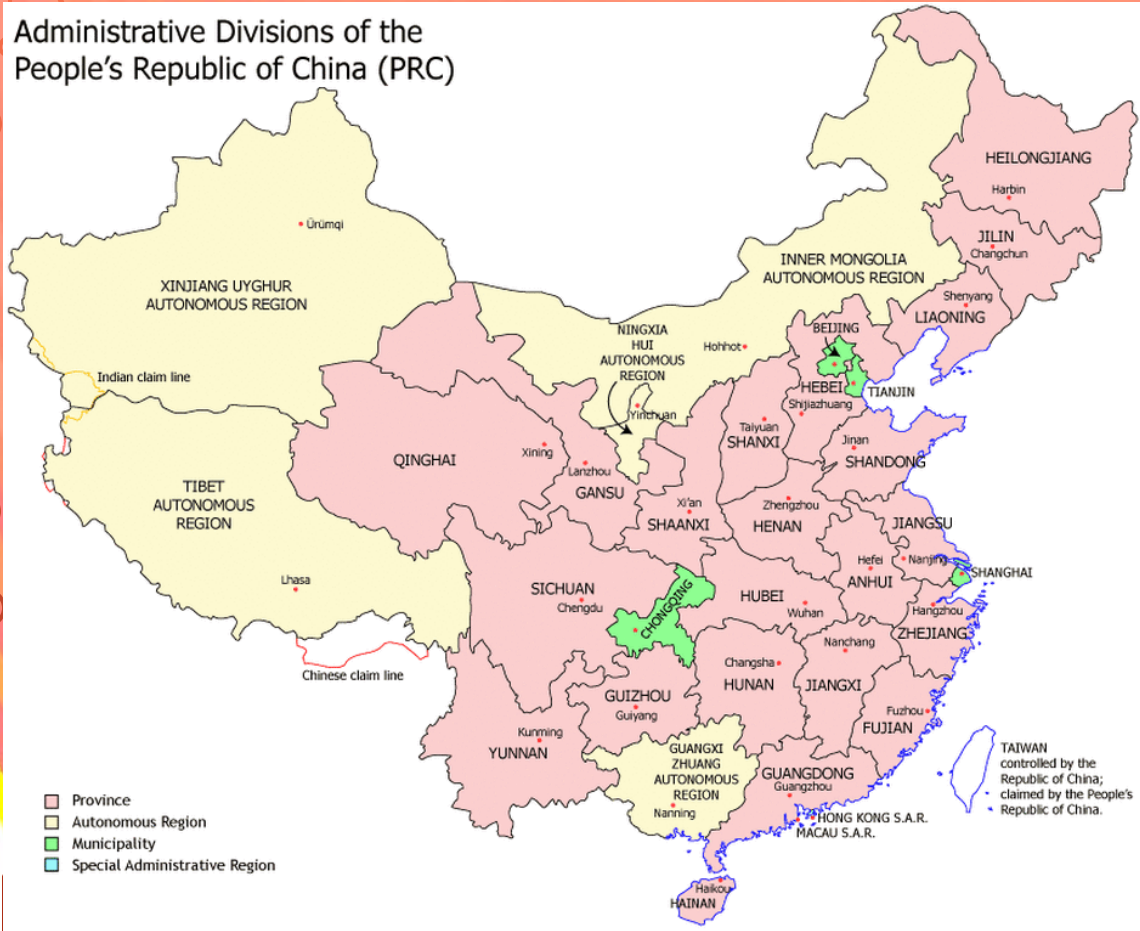 Administrative Divisions of the
People's Republic of China (PRC)
HEILONGJIANG
Harbin
JILIN
Changchun
Ürümqi
INNER MONGOLIA
AUTONOMOUS REGION
XINJIANG UYGHUR
AUTONOMOUS REGION
Shenyang
LIAONING
NINGXIA
HUI
AUTONOMOUS
REGION
Hohhot
BEIJING
Indian claim line
HEBEI
TIANJIN
Shijiazhuang
Yinchuan
Taiyuan
SHANXI
Jinan
SHANDONG
QINGHAI
Xining
Lanzhou
GANSU
TIBET
AUTONOMOUS
REGION
Xi'an
SHAANXI
Zhengzhou
HENAN
JIANGSU
Hefei
ANHUI
Nanjing
SHANGHAI
Lhasa
SICHUAN
Chengdu
CHONGQING
HUBEI
Wuhan
Hangzhou
ZHEJIANG
Nanchang
Chinese claim line
Changsha
HUNAN
JIANGXI
GUIZHOU
Guiyang
Fuzhou
FUJIAN
Kunming
YUNNAN
GUANGXI
ZHUANG
AUTONOMOUS
REGION
Nanning
GUANGDONG
Guangzhou
TAIWAN
controlled by the
Republic of China;
claimed by the People's
Republic of China.
HONG KONG S.A.R.
MACAU S.A.R.
Haikou
HAINAN
Province
Autonomous Region
Municipality
Special Administrative Region